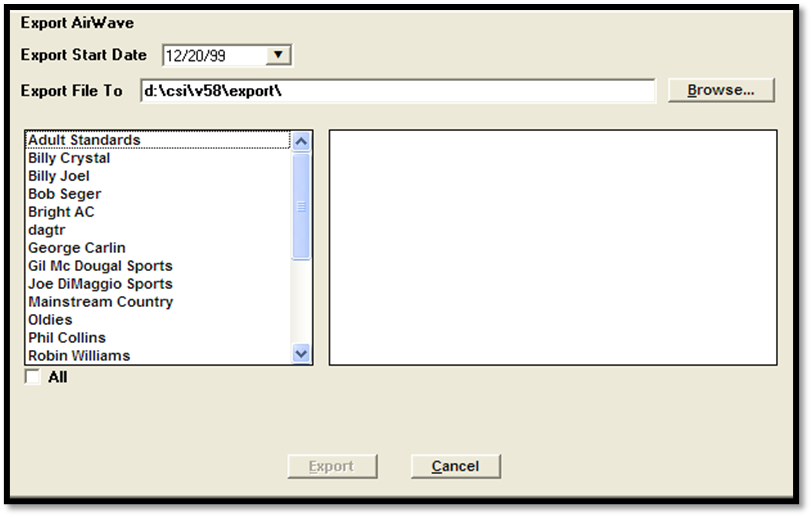 Export AirWave
Export Start Date 12/20/99
Export File To d:\csi\v58\export\ Browse...
Adult Standards
Billy Crystal
Billy Joel
Bob Seger
Bright AC
dagtr
George Carlin
Gil Mc Dougal Sports
Joe DiMaggio Sports
Mainstream Country
Oldies
Phil Collins
Robin Williams
All
Export Cancel